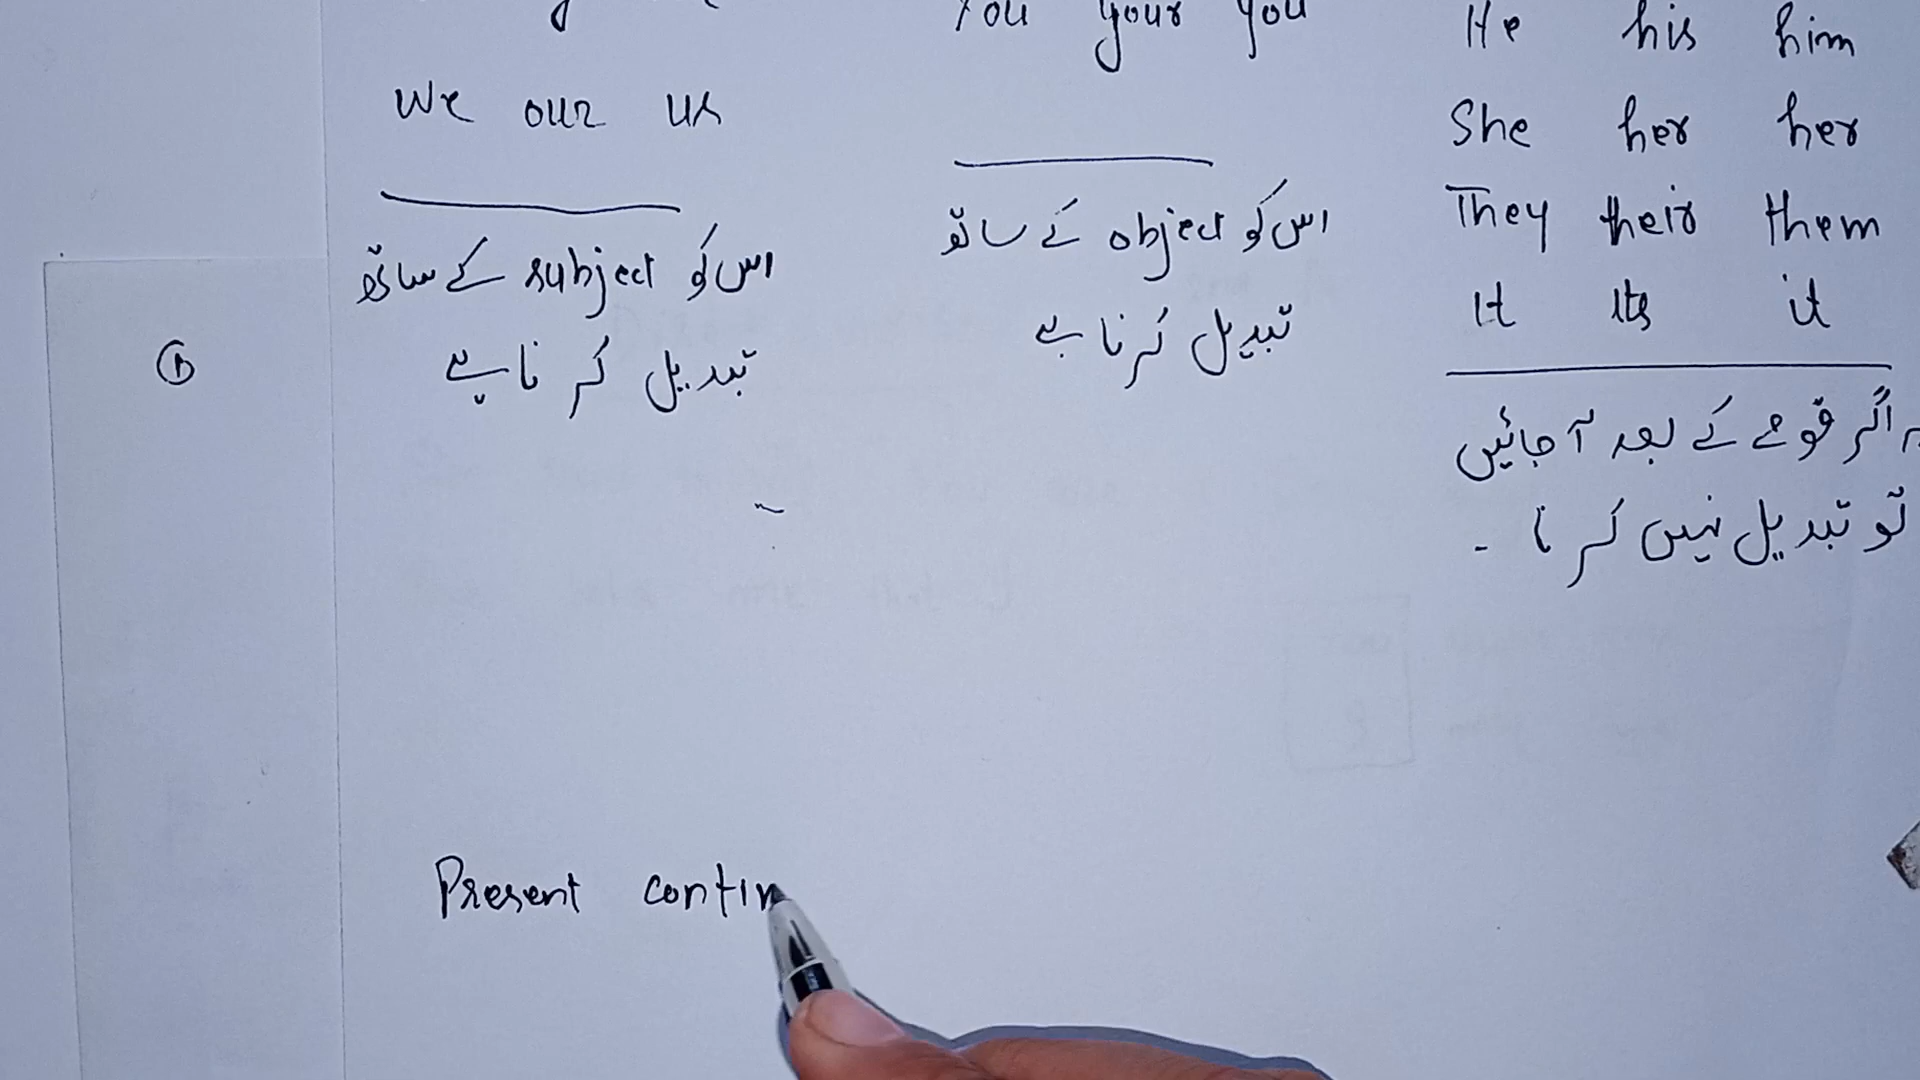 You your you
He his him
We our us
She her her
They their them
It Its it
اس کو subject کے ساتھ
تبدیل کرنا ہے
اس کو object کے ساتھ
تبدیل کرنا ہے
اگر قومے کے بعد آ جائیں
تو تبدیل نہیں کرنا ۔
①
Present contin